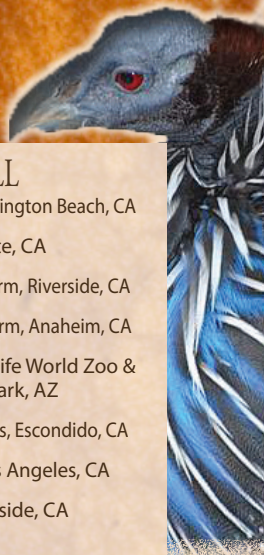 LL
ington Beach, CA
ce, CA
rm, Riverside, CA
rm, Anaheim, CA
ife World Zoo &
ark, AZ
s, Escondido, CA
s Angeles, CA
side, CA